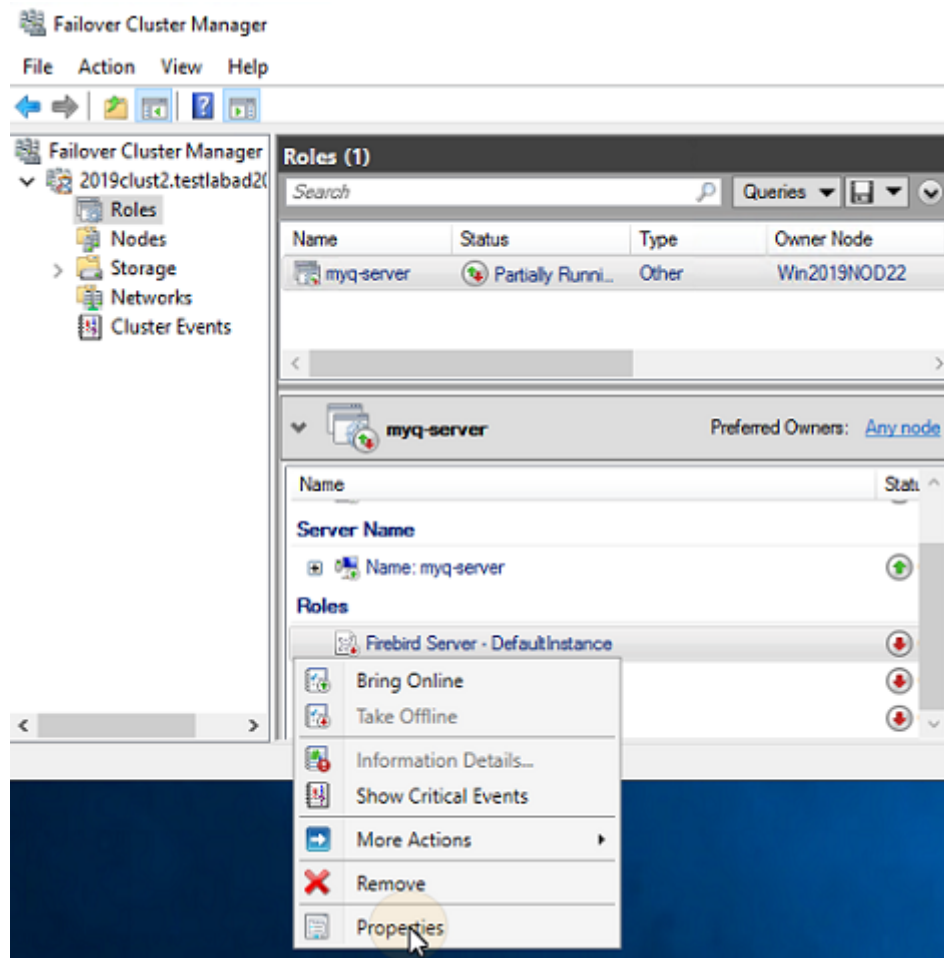 Failover Cluster Manager
File Action View Help
Failover Cluster Manager
2019clust2.testlabad20
Roles
Nodes
Storage
Networks
Cluster Events
Roles (1)
Search
Queries
Name Status Type Owner Node
myq-server Partially Runni... Other Win2019NOD22
myq-server Preferred Owners: Any node
Name Statu
Server Name
Name: myq-server
Roles
Firebird Server - DefaultInstance
Bring Online
Take Offline
Information Details...
Show Critical Events
More Actions
Remove
Properties